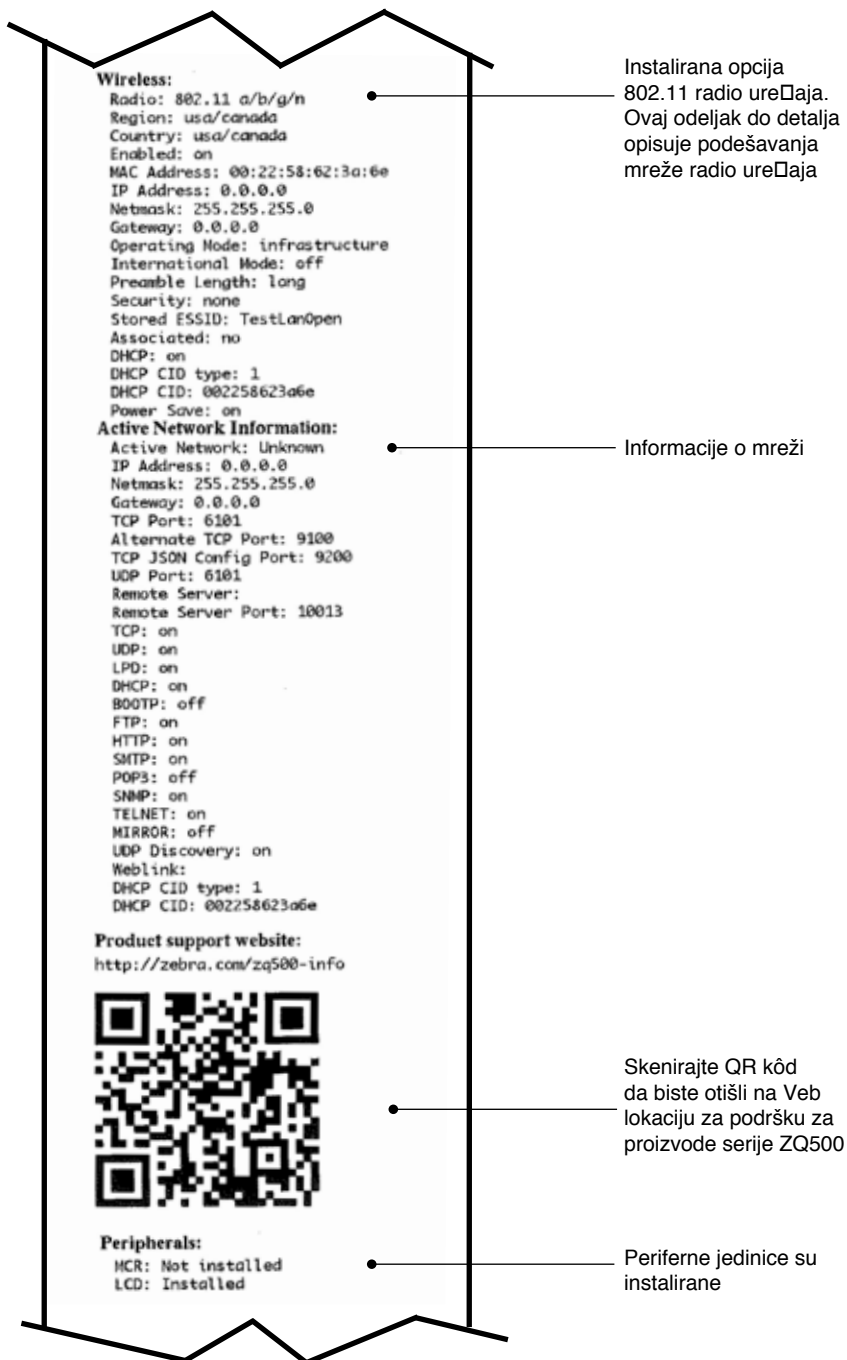 Wireless:
Radio: 802.11 a/b/g/n
Region: usa/canada
Country: usa/canada
Enabled: on
MAC Address: 00:22:58:62:3a:6e
IP Address: 0.0.0.0
Netmask: 255.255.255.0
Gateway: 0.0.0.0
Operating Mode: infrastructure
International Mode: off
Preamble Length: long
Security: none
Stored ESSID: TestLanOpen
Associated: no
DHCP: on
DHCP CID type: 1
DHCP CID: 002258623a6e
Power Save: on
Instalirana opcija
802.11 radio ure□aja.
Ovaj odeljak do detalja
opisuje podešavanja
mreže radio ure□aja
Active Network Information:
Active Network: Unknown
IP Address: 0.0.0.0
Netmask: 255.255.255.0
Gateway: 0.0.0.0
TCP Port: 6101
Alternate TCP Port: 9100
TCP JSON Config Port: 9200
UDP Port: 6101
Remote Server:
Remote Server Port: 10013
TCP: on
UDP: on
LPD: on
DHCP: on
BOOTP: off
FTP: on
HTTP: on
SMTP: on
POP3: off
SNMP: on
TELNET: on
MIRROR: off
UDP Discovery: on
Weblink:
DHCP CID type: 1
DHCP CID: 002258623a6e
Informacije o mreži
Product support website:
http://zebra.com/zq500-info
Skenirajte QR kôd
da biste otišli na Veb
lokaciju za podršku za
proizvode serije ZQ500
Peripherals:
MCR: Not installed
LCD: Installed
Periferne jedinice su
instalirane